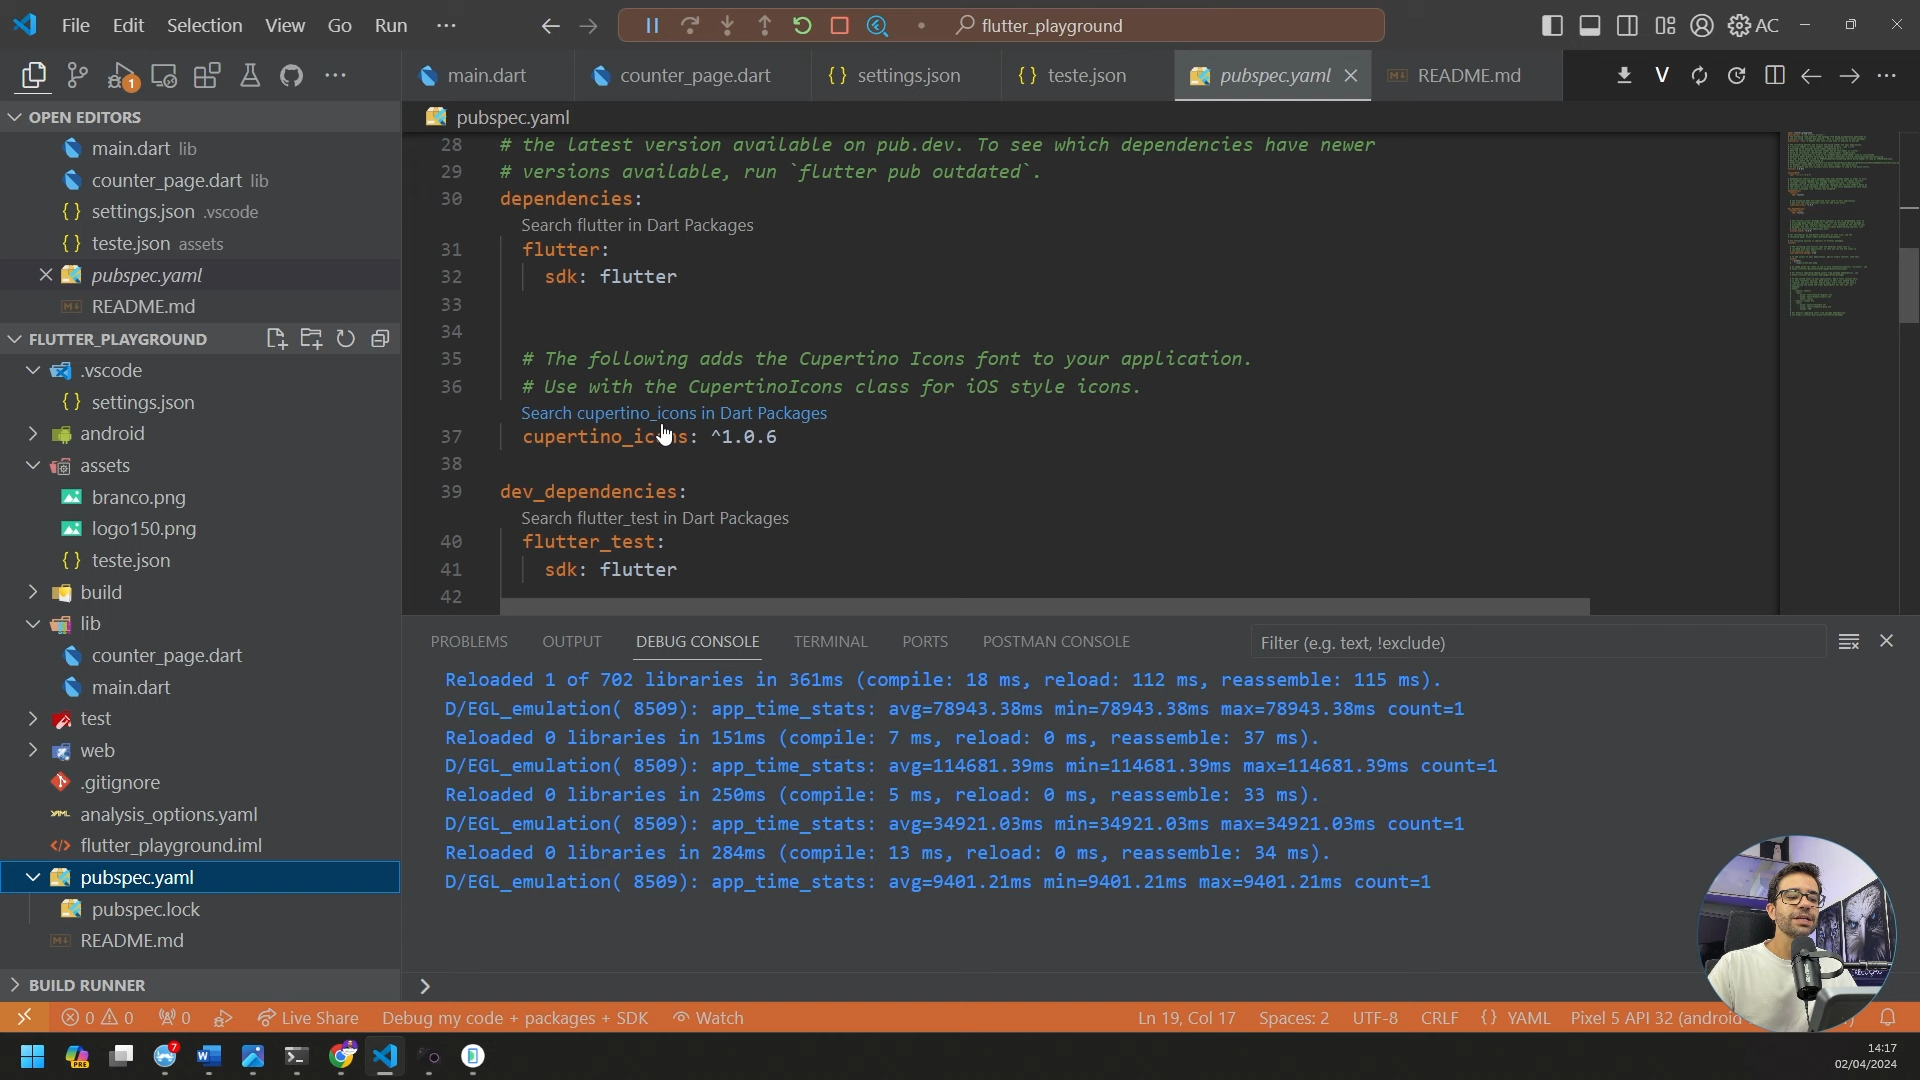 File Edit Selection View Go Run ···
flutter_playground
AC
main.dart counter_page.dart settings.json teste.json pubspec.yaml README.md
OPEN EDITORS
main.dart lib
counter_page.dart lib
settings.json .vscode
teste.json assets
pubspec.yaml
README.md
FLUTTER_PLAYGROUND
.vscode
settings.json
android
assets
branco.png
logo150.png
teste.json
build
lib
counter_page.dart
main.dart
test
web
.gitignore
analysis_options.yaml
flutter_playground.iml
pubspec.yaml
pubspec.lock
README.md
BUILD RUNNER
pubspec.yaml
28 # the latest version available on pub.dev. To see which dependencies have newer
29 # versions available, run `flutter pub outdated`.
30 dependencies:
Search flutter in Dart Packages
31 flutter:
32 sdk: flutter
33
34
35 # The following adds the Cupertino Icons font to your application.
36 # Use with the CupertinoIcons class for iOS style icons.
Search cupertino_icons in Dart Packages
37 cupertino_icons: ^1.0.6
38
39 dev_dependencies:
Search flutter_test in Dart Packages
40 flutter_test:
41 sdk: flutter
42
PROBLEMS OUTPUT DEBUG CONSOLE TERMINAL PORTS POSTMAN CONSOLE Filter (e.g. text, !exclude)
Reloaded 1 of 702 libraries in 361ms (compile: 18 ms, reload: 112 ms, reassemble: 115 ms).
D/EGL_emulation( 8509): app_time_stats: avg=78943.38ms min=78943.38ms max=78943.38ms count=1
Reloaded 0 libraries in 151ms (compile: 7 ms, reload: 0 ms, reassemble: 37 ms).
D/EGL_emulation( 8509): app_time_stats: avg=114681.39ms min=114681.39ms max=114681.39ms count=1
Reloaded 0 libraries in 250ms (compile: 5 ms, reload: 0 ms, reassemble: 33 ms).
D/EGL_emulation( 8509): app_time_stats: avg=34921.03ms min=34921.03ms max=34921.03ms count=1
Reloaded 0 libraries in 284ms (compile: 13 ms, reload: 0 ms, reassemble: 34 ms).
D/EGL_emulation( 8509): app_time_stats: avg=9401.21ms min=9401.21ms max=9401.21ms count=1
0 0 0 Live Share Debug my code + packages + SDK Watch Ln 19, Col 17 Spaces: 2 UTF-8 CRLF {} YAML Pixel 5 API 32 (android
14:17
02/04/2024